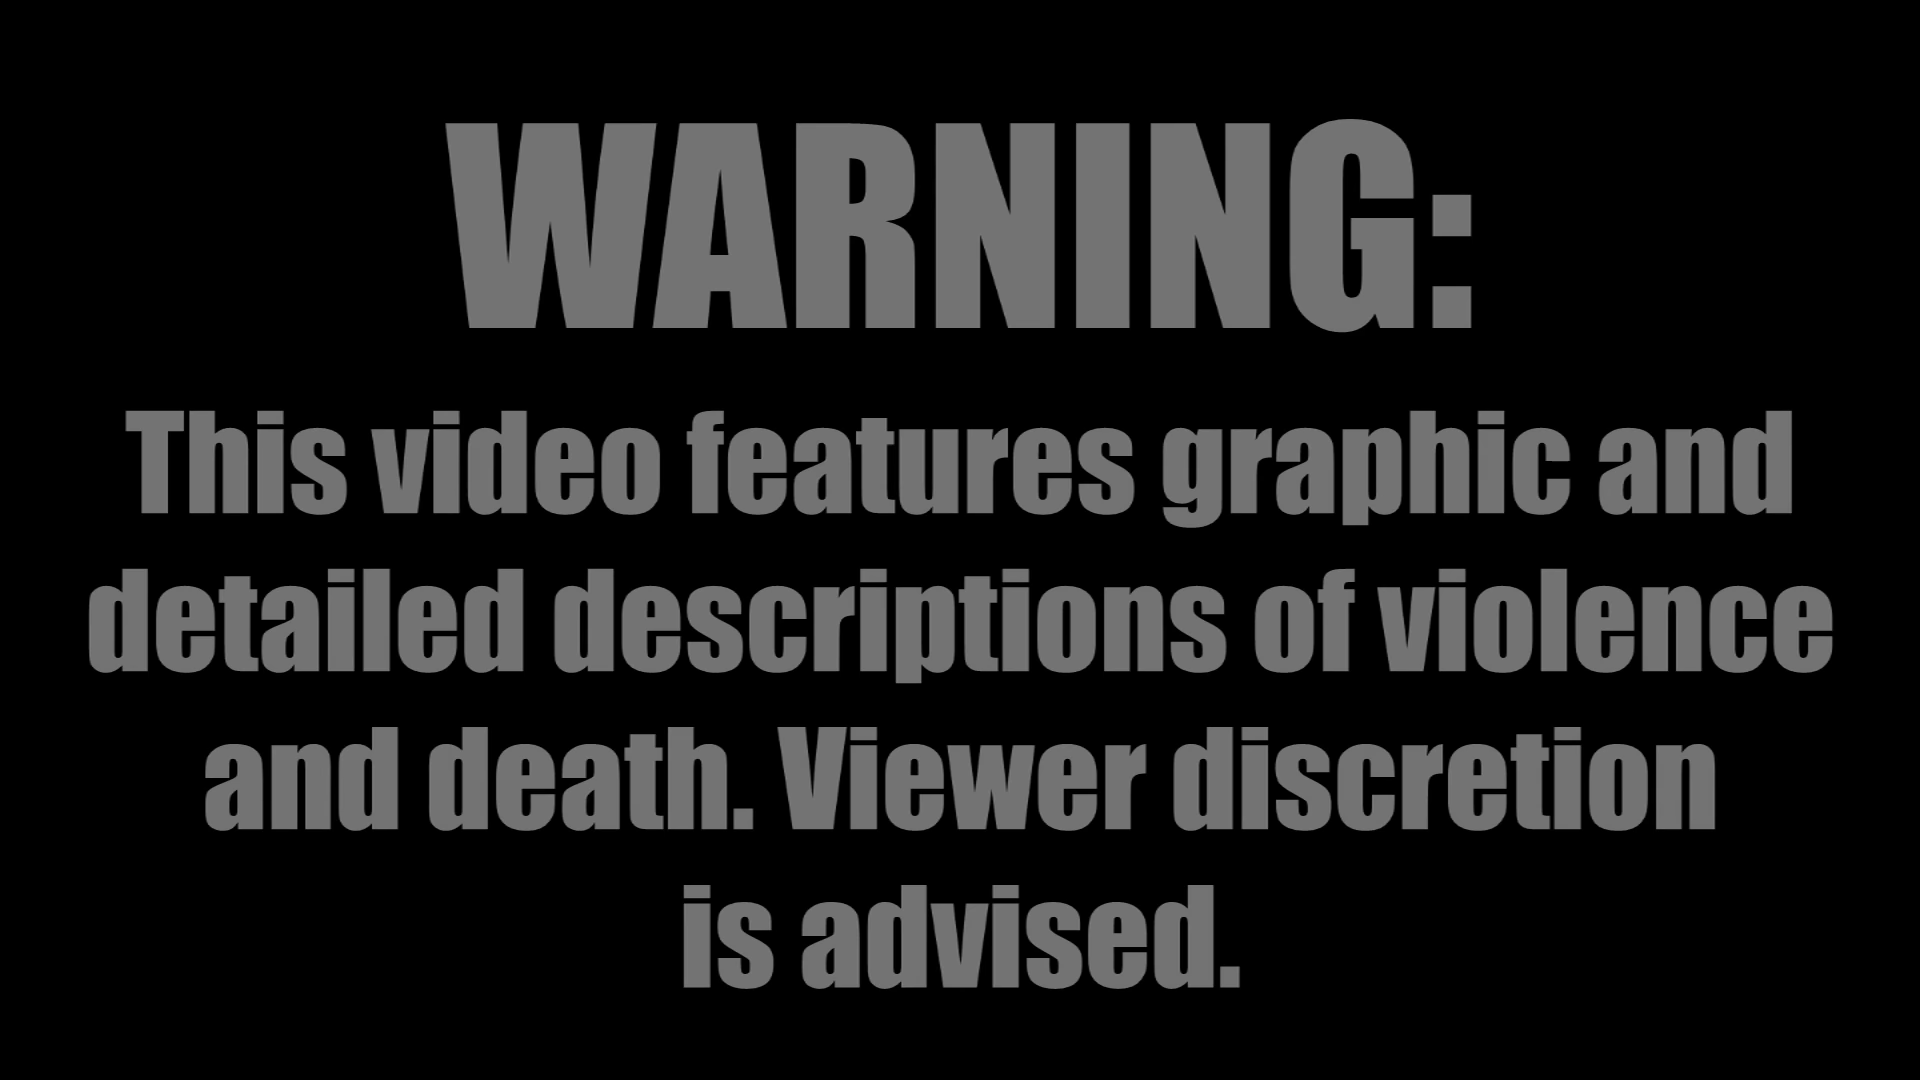 WARNING:
This video features graphic and
detailed descriptions of violence
and death. Viewer discretion
is advised.